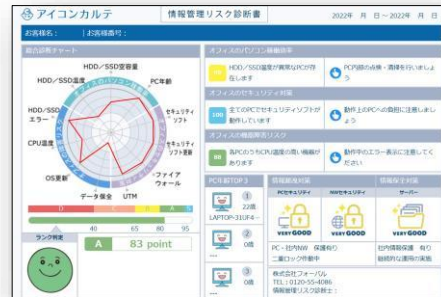 アイコンカルテ
情報管理リスク診断書
2022年 月 日～2022年 月 日
お客様名：
お客様番号：
総合診断チャート
HDD／SSD空容量
PC年齢
セキュリティソフト
セキュリティソフト更新
ファイアウォール
UTM
データ保全
OS更新
CPU温度
HDD/SSDエラー
HDD／SSD温度
D
C
B
A
S
40
65
80
95
ランク判定
A
83 point
オフィスのパソコン稼働効率
HDD／SSD温度が異常なPCが存在します
PC内部の点検・清掃を行いましょう
オフィスのセキュリティ対策
100
全てのPCでセキュリティソフトが動作しています
動作上のPCへの負担に注意しましょう
オフィスの機器障害リスク
各PCのうちCPU温度の高い機器があります
動作中のエラー表示に注意してください
PC年齢TOP 3
①
22歳
LAPTOP-31UF4…
②
0歳
…
③
0歳
…
情報漏洩対策
PCセキュリティ
NWセキュリティ
VERY GOOD
VERY GOOD
PC・社内NW 保護有り
二重ロック作動中
情報保全対策
サーバー
VERY GOOD
社内情報保護 有り
継続的な運用の実施
株式会社フォーバル
TEL：0120-55-4086
情報管理リスク診断士：